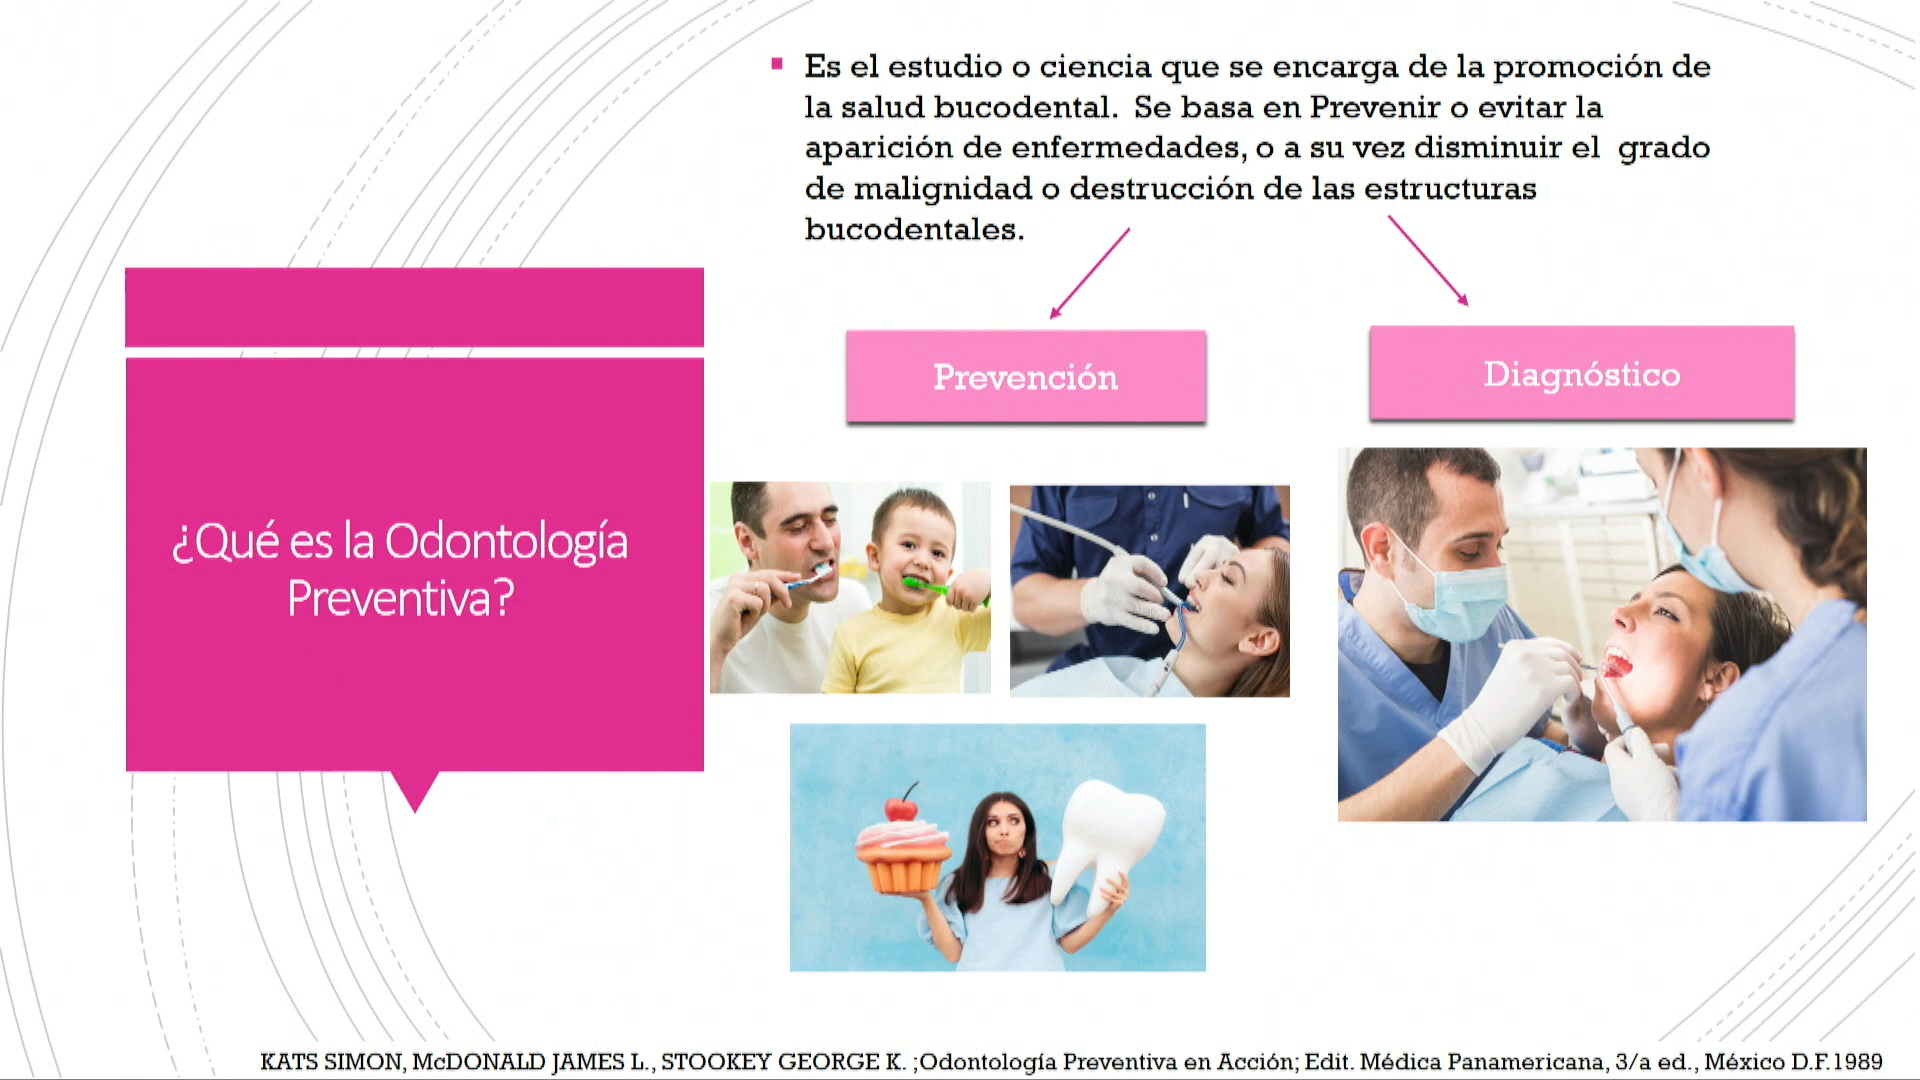 Es el estudio o ciencia que se encarga de la promoción de
la salud bucodental. Se basa en Prevenir o evitar la
aparición de enfermedades, o a su vez disminuir el grado
de malignidad o destrucción de las estructuras
bucodentales.
Prevención
Diagnóstico
¿Qué es la Odontología
Preventiva?
KATS SIMON, McDONALD JAMES L., STOOKEY GEORGE K. ;Odontología Preventiva en Acción; Edit. Médica Panamericana, 3/a ed., México D.F.1989